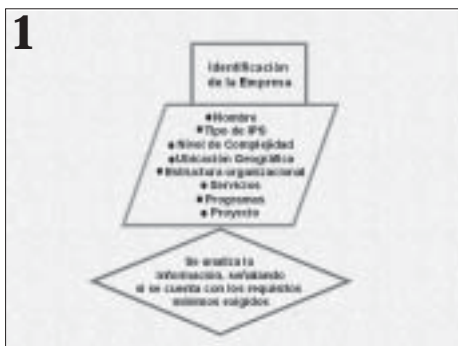 1
Identificación
de la Empresa
● Nombre
● Tipo de IPS
● Nivel de Complejidad
● Ubicación Geográfica
● Estructura organizacional
● Servicios
● Programas
● Proyecto
Se analiza la
información, señalando
si se cuenta con los requisitos
mínimos exigidos